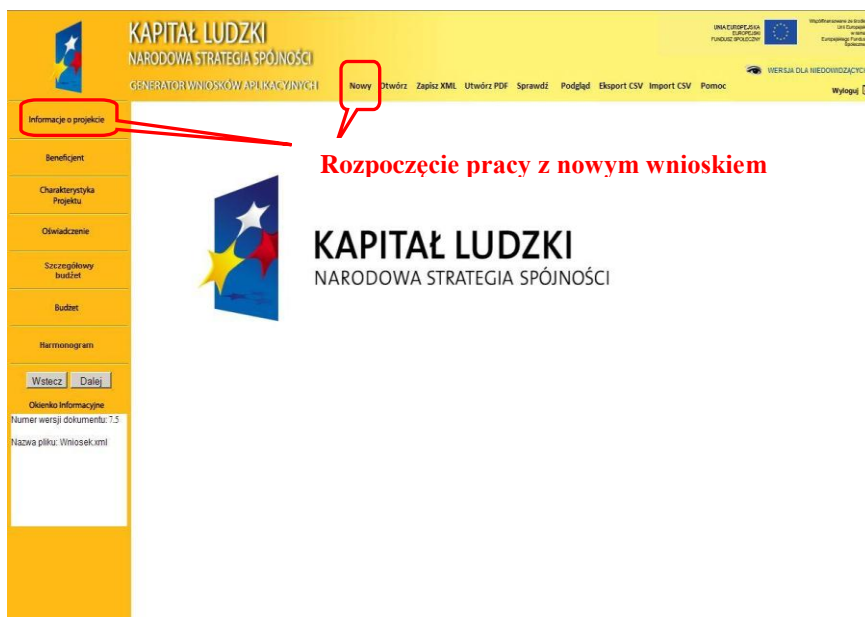 KAPITAŁ LUDZKI
NARODOWA STRATEGIA SPÓJNOŚCI
GENERATOR WNIOSKÓW APLIKACYJNYCH
UNIA EUROPEJSKA
EUROPEJSKI
FUNDUSZ SPOŁECZNY
WERSJA DLA NIEDOWIDZĄCYCH
Nowy Otwórz Zapisz XML Utwórz PDF Sprawdź Podgląd Eksport CSV Import CSV Pomoc
Wyloguj
Informacje o projekcie
Beneficjent
Charakterystyka
Projektu
Oświadczenie
Szczegółowy
budżet
Budżet
Harmonogram
Wstecz Dalej
Okienko Informacyjne
Numer wersji dokumentu: 7.5
Nazwa pliku: Wniosek.xml
Rozpoczęcie pracy z nowym wnioskiem
KAPITAŁ LUDZKI
NARODOWA STRATEGIA SPÓJNOŚCI